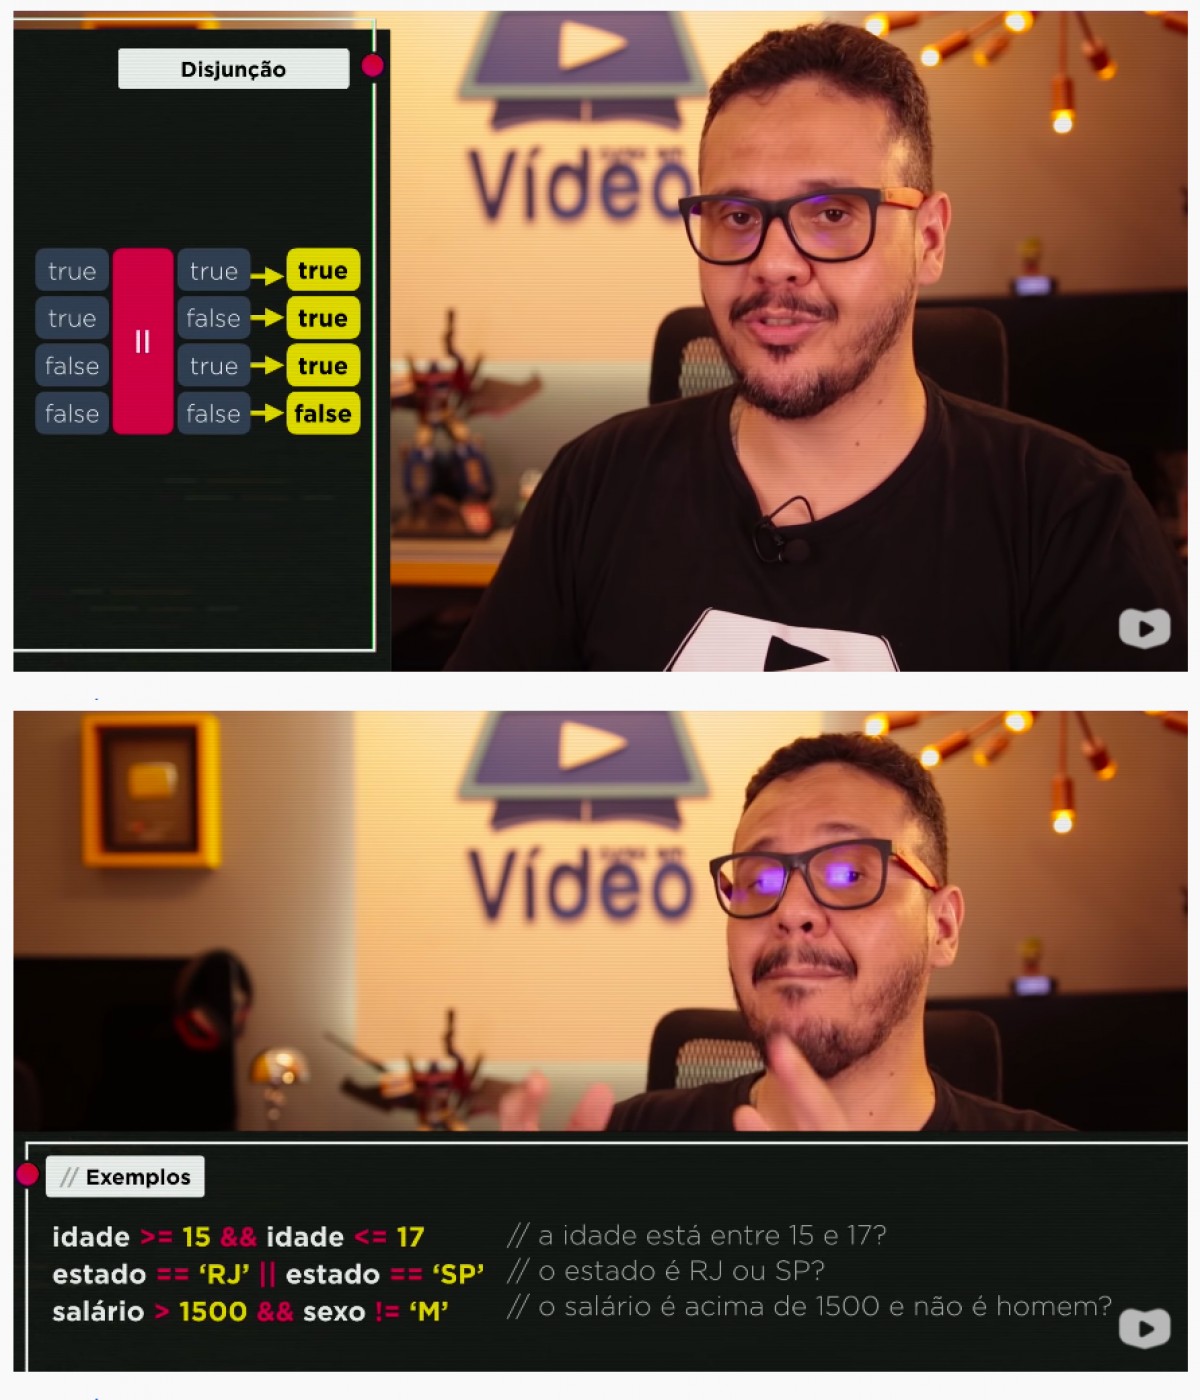 Disjunção
Vídeo
true || true true
true false true
false true true
false false false
Vídeo
// Exemplos
idade >= 15 && idade <= 17 // a idade está entre 15 e 17?
estado == ‘RJ’ || estado == ‘SP’ // o estado é RJ ou SP?
salário > 1500 && sexo != ‘M’ // o salário é acima de 1500 e não é homem?